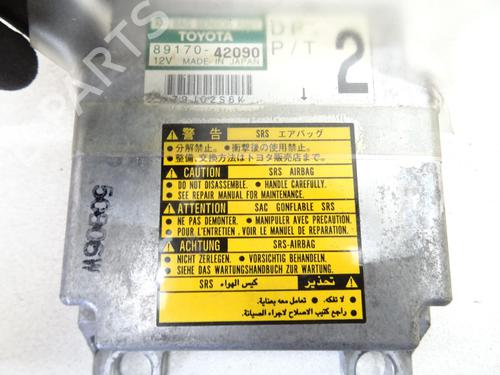 TOYOTA
89170-42090
12V MADE IN JAPAN
P/T
2
警告 SRS エアバッグ
• 分解禁止。 • 衝撃後の使用禁止。
• 整備、交換方法はトヨタ販売店まで。
CAUTION SRS AIRBAG
• DO NOT DISASSEMBLE. • HANDLE CAREFULLY.
• SEE REPAIR MANUAL FOR MAINTENANCE.
ATTENTION SAC GONFLABLE SRS
• NE PAS DEMONTER. • MANIPULER AVEC PRECAUTION.
• POUR L'ENTRETIEN, VOIR LE MANUEL DE REPARATION.
ACHTUNG SRS-AIRBAG
• NICHT ZERLEGEN. • VORSICHTIG BEHANDELN.
• SIEHE DAS WARTUNGSHANDBUCH ZUR WARTUNG.
تحذير كيس الهواء SRS
• لا تفكه. • تعامل معه بعناية.
• راجع كتيب الاصلاح لاجراء الصيانة.
B-PARTS